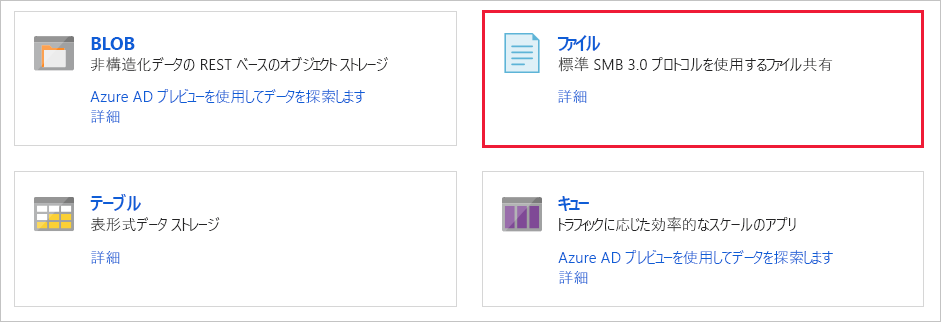 BLOB
非構造化データの REST ベースのオブジェクト ストレージ
Azure AD プレビューを使用してデータを探索します
詳細
ファイル
標準 SMB 3.0 プロトコルを使用するファイル共有
詳細
テーブル
表形式データ ストレージ
詳細
キュー
トラフィックに応じた効率的なスケールのアプリ
Azure AD プレビューを使用してデータを探索します
詳細